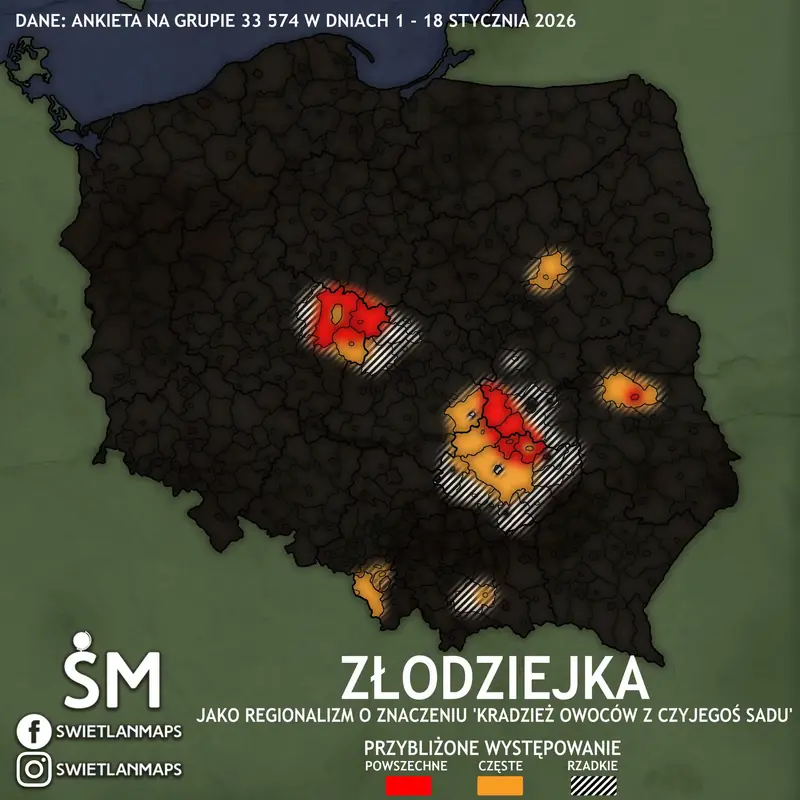 DANE: ANKIETA NA GRUPIE 33 574 W DNIACH 1 - 18 STYCZNIA 2026
ŚM
SWIETLANMAPS
SWIETLANMAPS
ZŁODZIEJKA
JAKO REGIONALIZM O ZNACZENIU 'KRADZIEŻ OWOCÓW Z CZYJEGOŚ SADU'
PRZYBLIŻONE WYSTĘPOWANIE
POWSZECHNE CZĘSTE RZADKIE